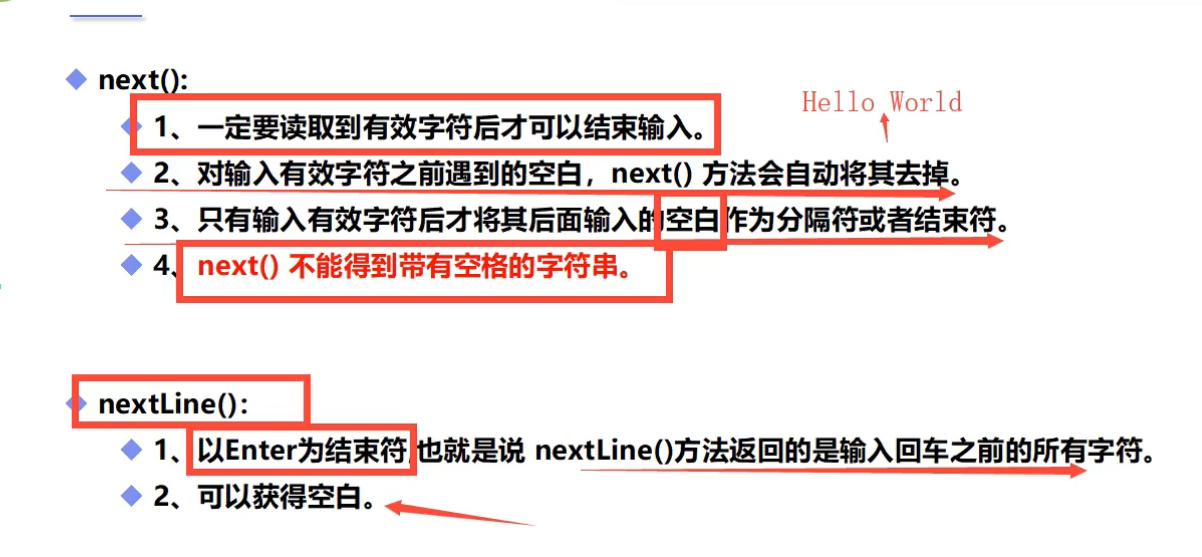 next():
Hello World
1、一定要读取到有效字符后才可以结束输入。
2、对输入有效字符之前遇到的空白，next() 方法会自动将其去掉。
3、只有输入有效字符后才将其后面输入的空白作为分隔符或者结束符。
4、next() 不能得到带有空格的字符串。
nextLine()：
1、以Enter为结束符,也就是说 nextLine()方法返回的是输入回车之前的所有字符。
2、可以获得空白。